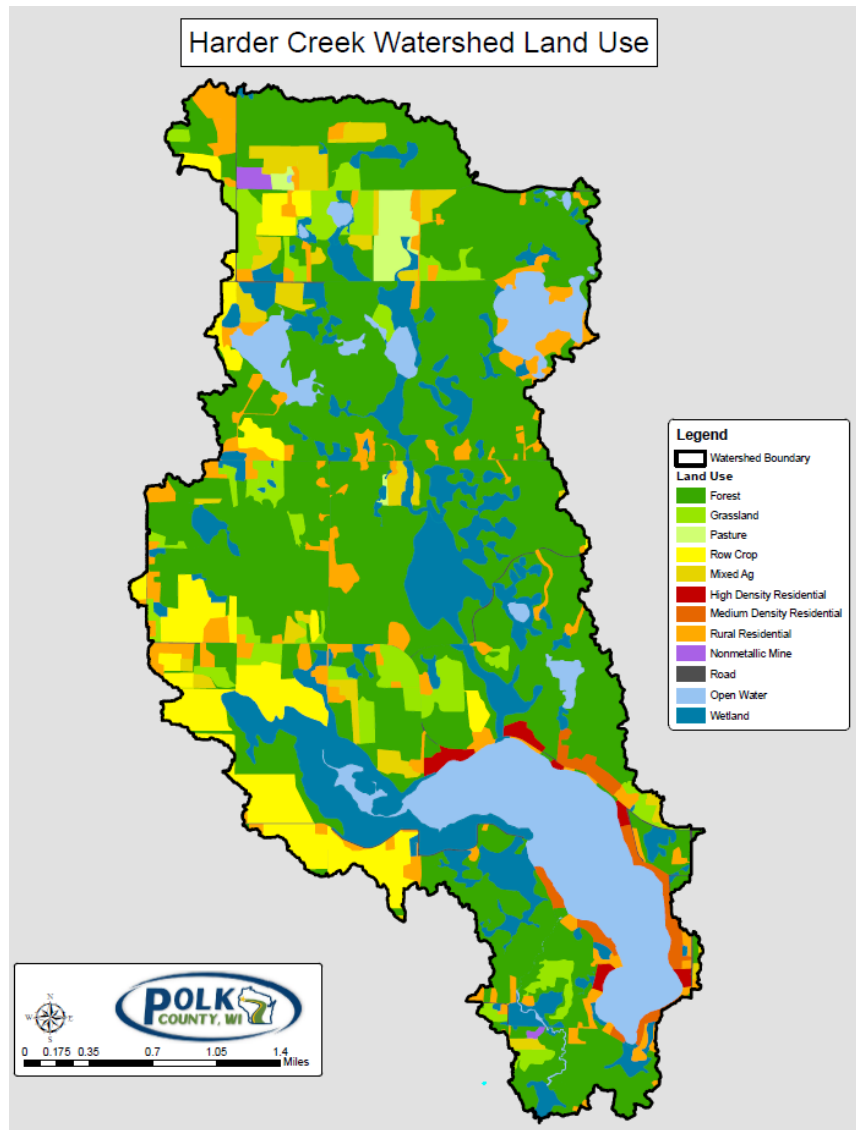 Harder Creek Watershed Land Use
Legend
Watershed Boundary
Land Use
Forest
Grassland
Pasture
Row Crop
Mixed Ag
High Density Residential
Medium Density Residential
Rural Residential
Nonmetallic Mine
Road
Open Water
Wetland
N
W E
S
POLK
COUNTY, WI
0 0.175 0.35 0.7 1.05 1.4
Miles